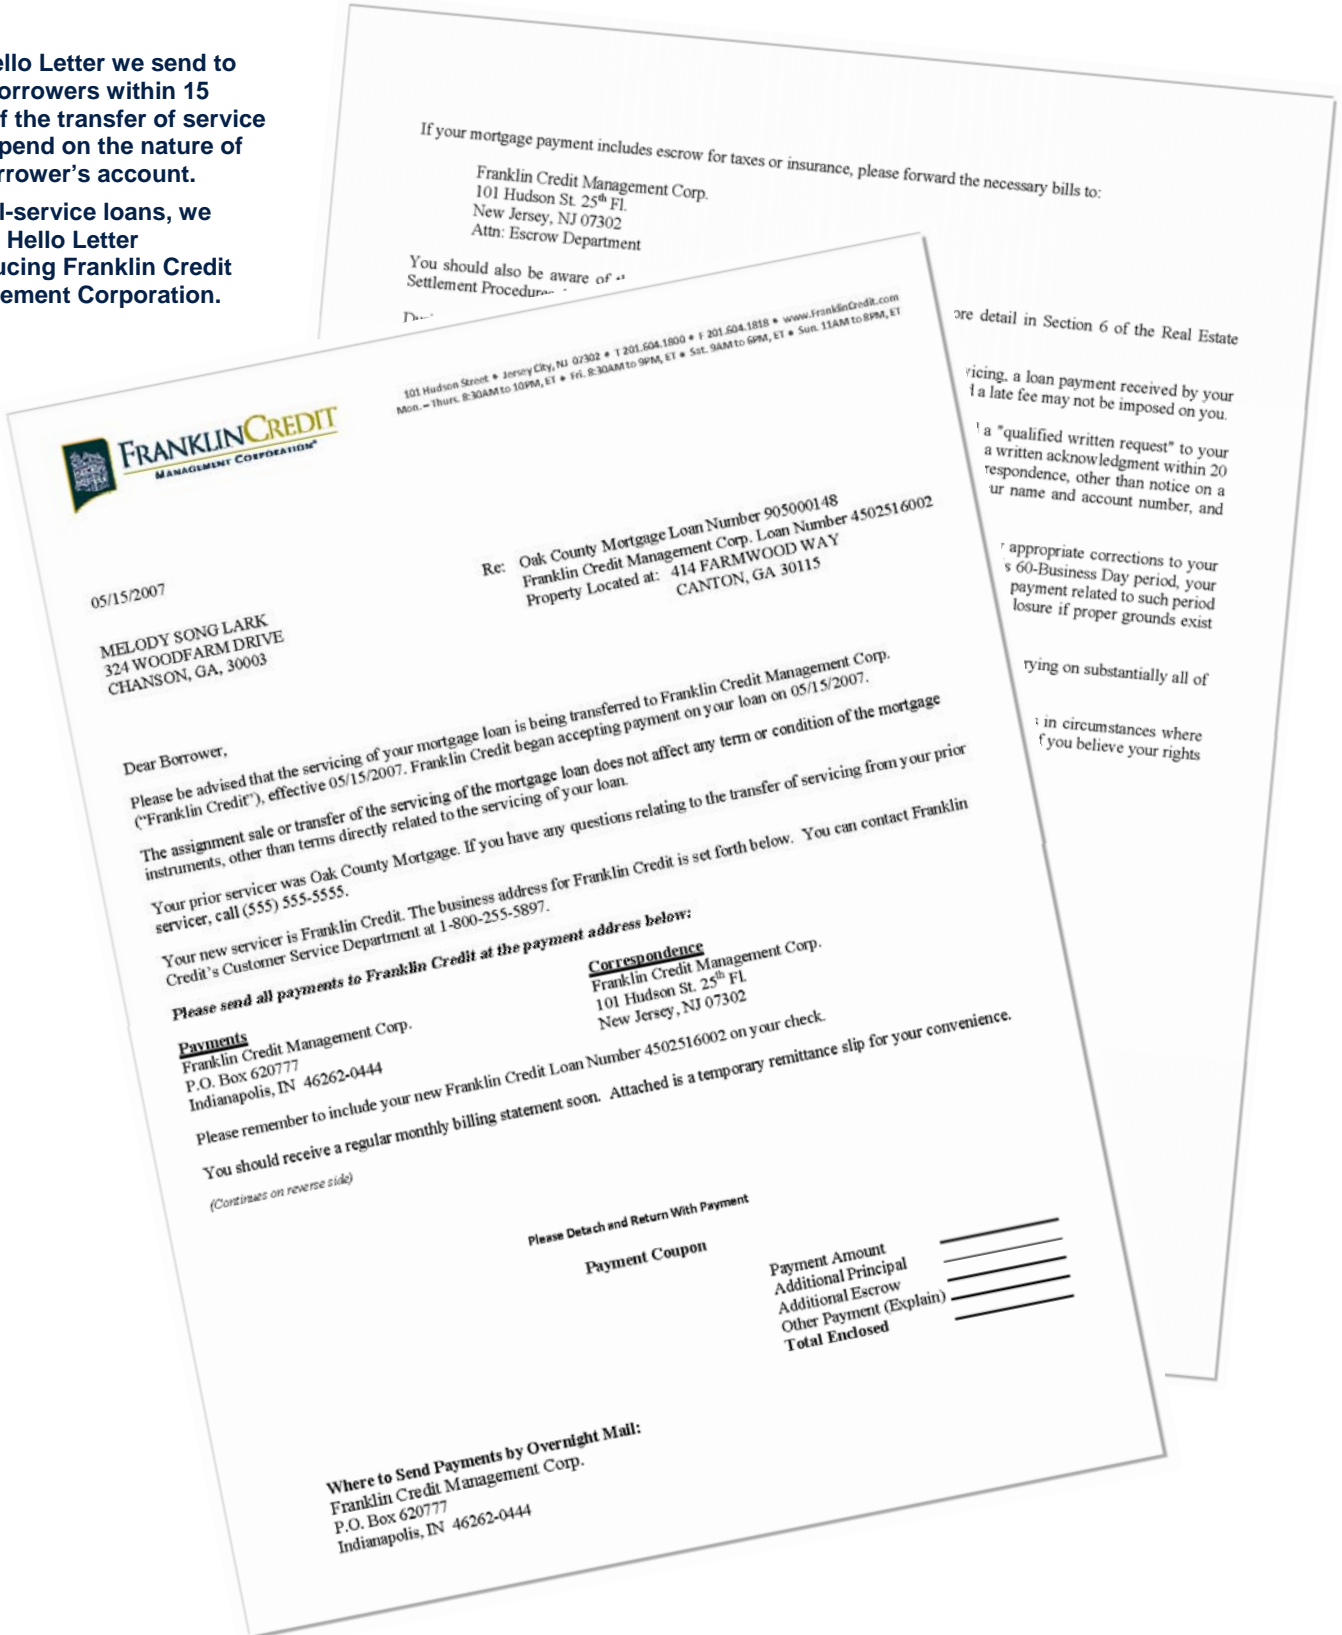 ello Letter we send to
orrowers within 15
f the transfer of service
pend on the nature of
rrower's account.
l-service loans, we
Hello Letter
ucing Franklin Credit
ement Corporation.
If your mortgage payment includes escrow for taxes or insurance, please forward the necessary bills to:
Franklin Credit Management Corp.
101 Hudson St. 25th Fl.
New Jersey, NJ 07302
Attn: Escrow Department
You should also be aware of
Settlement Procedures
ore detail in Section 6 of the Real Estate
icing, a loan payment received by your
a late fee may not be imposed on you.
a "qualified written request" to your
a written acknowledgment within 20
respondence, other than notice on a
ur name and account number, and
appropriate corrections to your
s 60-Business Day period, your
payment related to such period
losure if proper grounds exist
rying on substantially all of
in circumstances where
f you believe your rights
101 Hudson Street • Jersey City, NJ 07302 • T 201.604.1800 • F 201.604.1818 • www.FranklinCredit.com
Mon. – Thurs. 8:30AM to 10PM, ET • Fri. 8:30AM to 9PM, ET • Sat. 9AM to 6PM, ET • Sun. 11AM to 8PM, ET
FRANKLINCREDIT
MANAGEMENT CORPORATION
Re: Oak County Mortgage Loan Number 905000148
Franklin Credit Management Corp. Loan Number 4502516002
Property Located at: 414 FARMWOOD WAY
CANTON, GA 30115
05/15/2007
MELODY SONG LARK
324 WOODFARM DRIVE
CHANSON, GA, 30003
Dear Borrower,
Please be advised that the servicing of your mortgage loan is being transferred to Franklin Credit Management Corp.
("Franklin Credit"), effective 05/15/2007. Franklin Credit began accepting payment on your loan on 05/15/2007.
The assignment sale or transfer of the servicing of the mortgage loan does not affect any term or condition of the mortgage
instruments, other than terms directly related to the servicing of your loan.
Your prior servicer was Oak County Mortgage. If you have any questions relating to the transfer of servicing from your prior
servicer, call (555) 555-5555.
Your new servicer is Franklin Credit. The business address for Franklin Credit is set forth below. You can contact Franklin
Credit's Customer Service Department at 1-800-255-5897.
Please send all payments to Franklin Credit at the payment address below:
Payments
Franklin Credit Management Corp.
P.O. Box 620777
Indianapolis, IN 46262-0444
Correspondence
Franklin Credit Management Corp.
101 Hudson St. 25th Fl.
New Jersey, NJ 07302
Please remember to include your new Franklin Credit Loan Number 4502516002 on your check.
You should receive a regular monthly billing statement soon. Attached is a temporary remittance slip for your convenience.
(Continues on reverse side)
Please Detach and Return With Payment
Payment Coupon
Payment Amount
Additional Principal
Additional Escrow
Other Payment (Explain)
Total Enclosed
Where to Send Payments by Overnight Mail:
Franklin Credit Management Corp.
P.O. Box 620777
Indianapolis, IN 46262-0444